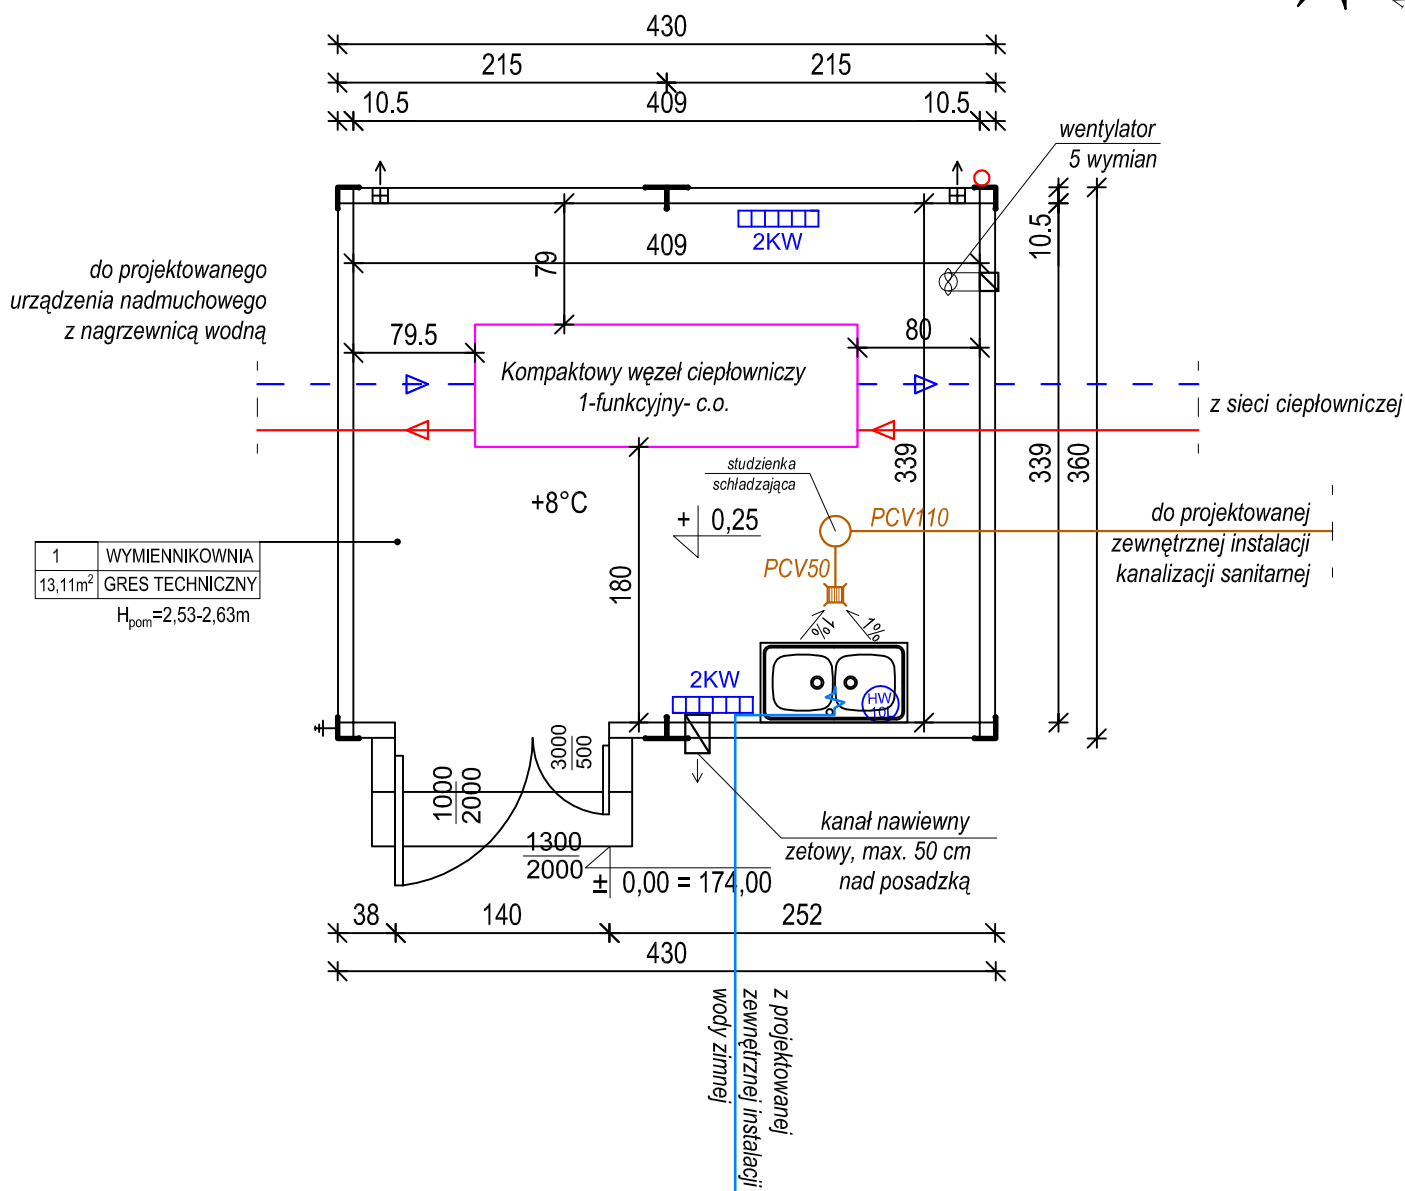 430
215
215
10.5
409
10.5
wentylator
5 wymian
2KW
10.5
409
79
do projektowanego
urządzenia nadmuchowego
z nagrzewnicą wodną
79.5
80
Kompaktowy węzeł ciepłowniczy
1-funkcyjny- c.o.
z sieci ciepłowniczej
339
339
360
studzienka
schładzająca
+8°C
+ 0,25
PCV110
do projektowanej
zewnętrznej instalacji
kanalizacji sanitarnej
1 WYMIENNIKOWNIA
13,11m² GRES TECHNICZNY
Hpom=2,53-2,63m
PCV50
180
1%
1%
2KW
HW
10L
3000
500
1000
2000
1300
2000
± 0,00 = 174,00
kanał nawiewny
zetowy, max. 50 cm
nad posadzką
38
140
252
430
z projektowanej
zewnętrznej instalacji
wody zimnej